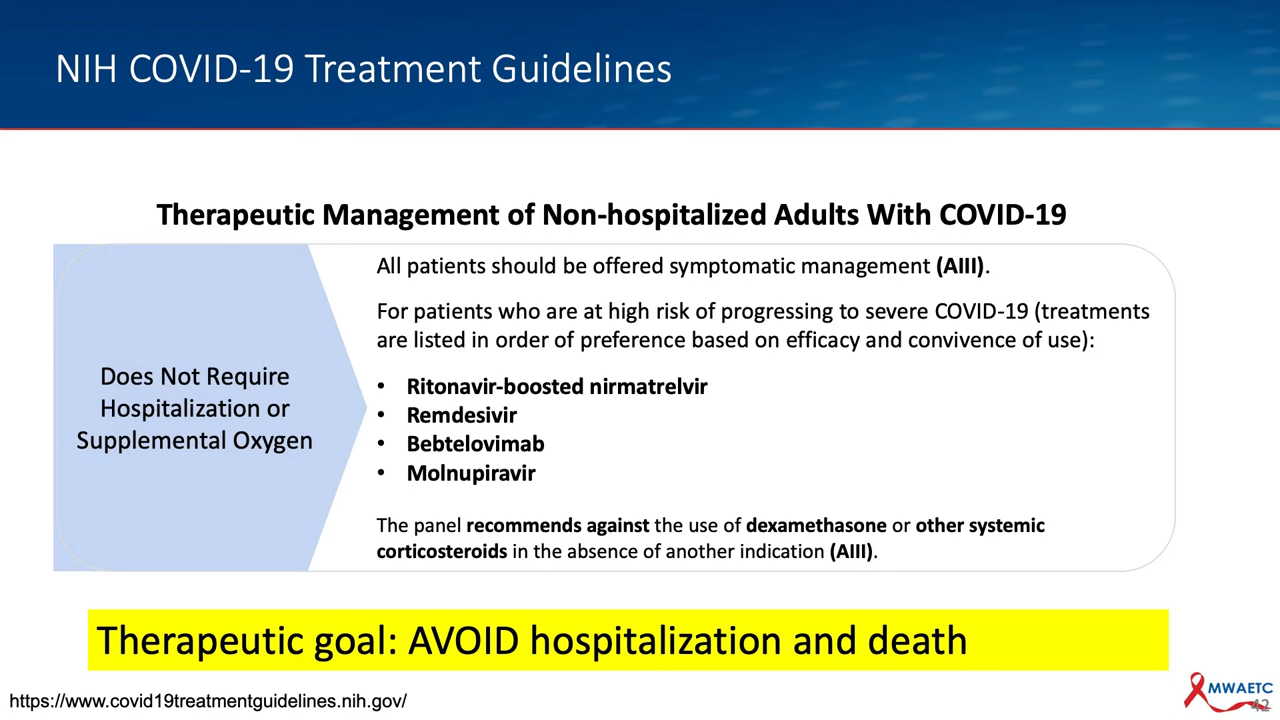 NIH COVID-19 Treatment Guidelines
Therapeutic Management of Non-hospitalized Adults With COVID-19
Does Not Require
Hospitalization or
Supplemental Oxygen
All patients should be offered symptomatic management (AIII).
For patients who are at high risk of progressing to severe COVID-19 (treatments
are listed in order of preference based on efficacy and convivence of use):
• Ritonavir-boosted nirmatrelvir
• Remdesivir
• Bebtelovimab
• Molnupiravir
The panel recommends against the use of dexamethasone or other systemic
corticosteroids in the absence of another indication (AIII).
Therapeutic goal: AVOID hospitalization and death
https://www.covid19treatmentguidelines.nih.gov/
MWAETC
42